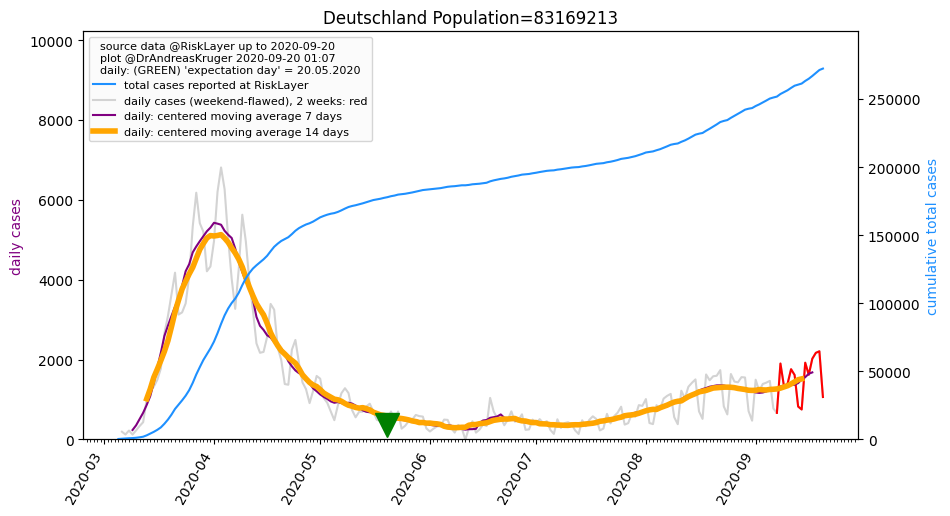 Deutschland Population=83169213
source data @RiskLayer up to 2020-09-20
plot @DrAndreasKruger 2020-09-20 01:07
daily: (GREEN) 'expectation day' = 20.05.2020
total cases reported at RiskLayer
daily cases (weekend-flawed), 2 weeks: red
daily: centered moving average 7 days
daily: centered moving average 14 days
daily cases
10000
8000
6000
4000
2000
0
cumulative total cases
250000
200000
150000
100000
50000
0
2020-03
2020-04
2020-05
2020-06
2020-07
2020-08
2020-09